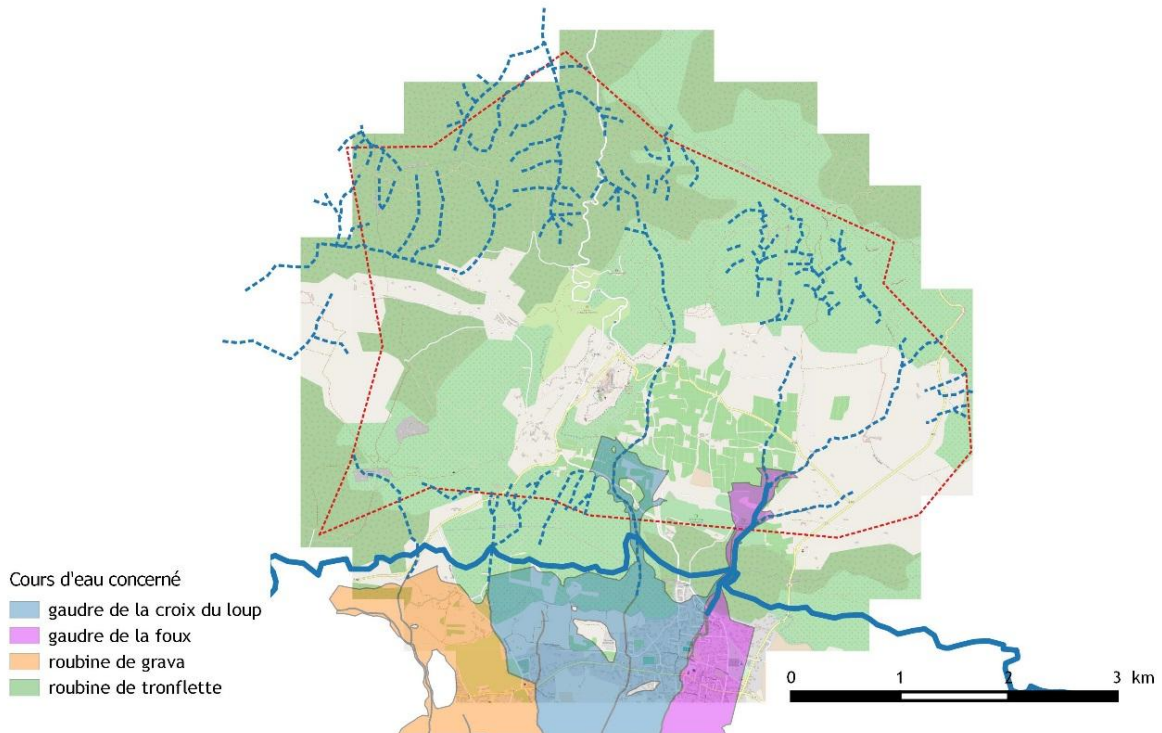 Cours d'eau concerné
gaudre de la croix du loup
gaudre de la foux
roubine de grava
roubine de tronflette
0 1 2 3 km